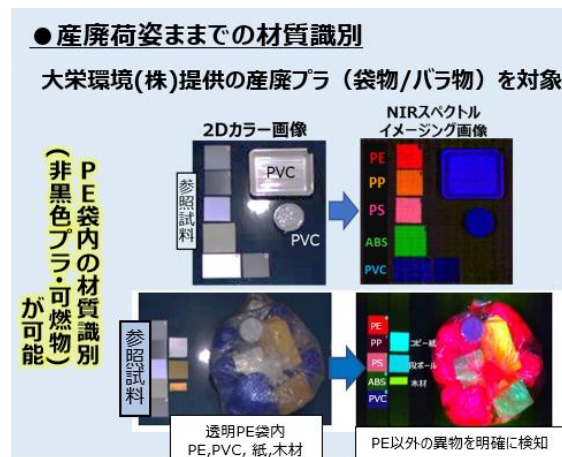 ●産廃荷姿ままでの材質識別
大栄環境(株)提供の産廃プラ（袋物/バラ物）を対象
PE袋内の材質識別
(非黒色プラ・可燃物)
が可能
2Dカラー画像
NIRスペクトル
イメージング画像
参照試料
PVC
PVC
PE
PP
PS
ABS
PVC
参照試料
透明PE袋内
PE,PVC, 紙,木材
PE
PP
PS
ABS
PVC
コピー紙
段ボール
木材
PE以外の異物を明確に検知